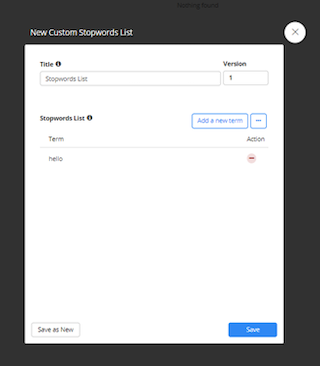 Nothing found
New Custom Stopwords List
Title Version
Stopwords List 1
Stopwords List Add a new term ...
Term Action
hello
Save as New Save